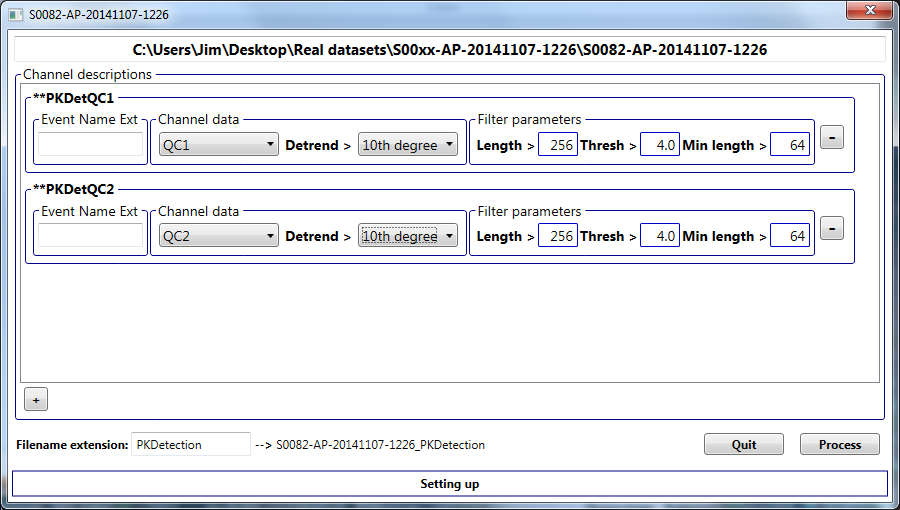 S0082-AP-20141107-1226
C:\Users\Jim\Desktop\Real datasets\S00xx-AP-20141107-1226\S0082-AP-20141107-1226
Channel descriptions
**PKDetQC1
Event Name Ext Channel data Filter parameters
QC1 Detrend > 10th degree Length > 256 Thresh > 4.0 Min length > 64 -
**PKDetQC2
Event Name Ext Channel data Filter parameters
QC2 Detrend > 10th degree Length > 256 Thresh > 4.0 Min length > 64 -
+
Filename extension: PKDetection --> S0082-AP-20141107-1226_PKDetection Quit Process
Setting up